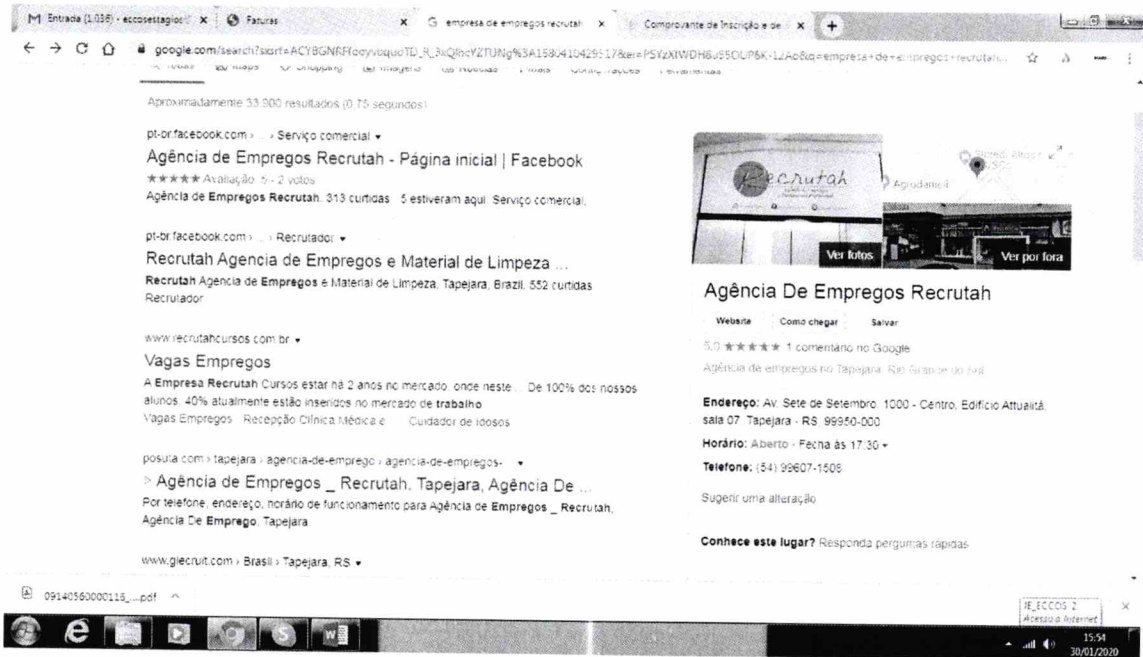 Entrada (1.036) - eccosestagios
Faturas
empresa de empregos recrutah
Comprovante de Inscrição e de
Todas Maps Shopping Imagens Notícias Mais Configurações Ferramentas
Aproximadamente 33.900 resultados (0,75 segundos)
pt-br.facebook.com › ... › Serviço comercial
Agência de Empregos Recrutah - Página inicial | Facebook
★★★★★ Avaliação: 5 - 2 votos
Agência de Empregos Recrutah. 313 curtidas 5 estiveram aqui. Serviço comercial.
pt-br.facebook.com › ... › Recrutador
Recrutah Agencia de Empregos e Material de Limpeza ...
Recrutah Agencia de Empregos e Material de Limpeza, Tapejara, Brazil. 552 curtidas
Recrutador
www.recrutahcursos.com.br
Vagas Empregos
A Empresa Recrutah Cursos estar há 2 anos no mercado, onde neste ... De 100% dos nossos
alunos, 40% atualmente estão inseridos no mercado de trabalho
Vagas Empregos Recepção Clínica Médica e Cuidador de Idosos
posuta.com › tapejara › agencia-de-emprego › agencia-de-empregos-
> Agência de Empregos _ Recrutah, Tapejara, Agência De ...
Por telefone, endereço, horário de funcionamento para Agência de Empregos _ Recrutah,
Agência De Emprego, Tapejara
www.glecruit.com › Brasil › Tapejara, RS
Recrutah
Agrodanieli
Ver fotos
Ver por fora
Agência De Empregos Recrutah
Website Como chegar Salvar
5,0 ★★★★★ 1 comentário no Google
Agência de empregos no Tapejara, Rio Grande do Sul
Endereço: Av. Sete de Setembro, 1000 - Centro, Edifício Attualitá,
sala 07, Tapejara - RS, 99950-000
Horário: Aberto · Fecha às 17:30
Telefone: (54) 99607-1508
Sugerir uma alteração
Conhece este lugar? Responda perguntas rápidas
09140560000116_....pdf
JE_ECCOS 2
Acesso à Internet
15:54
30/01/2020